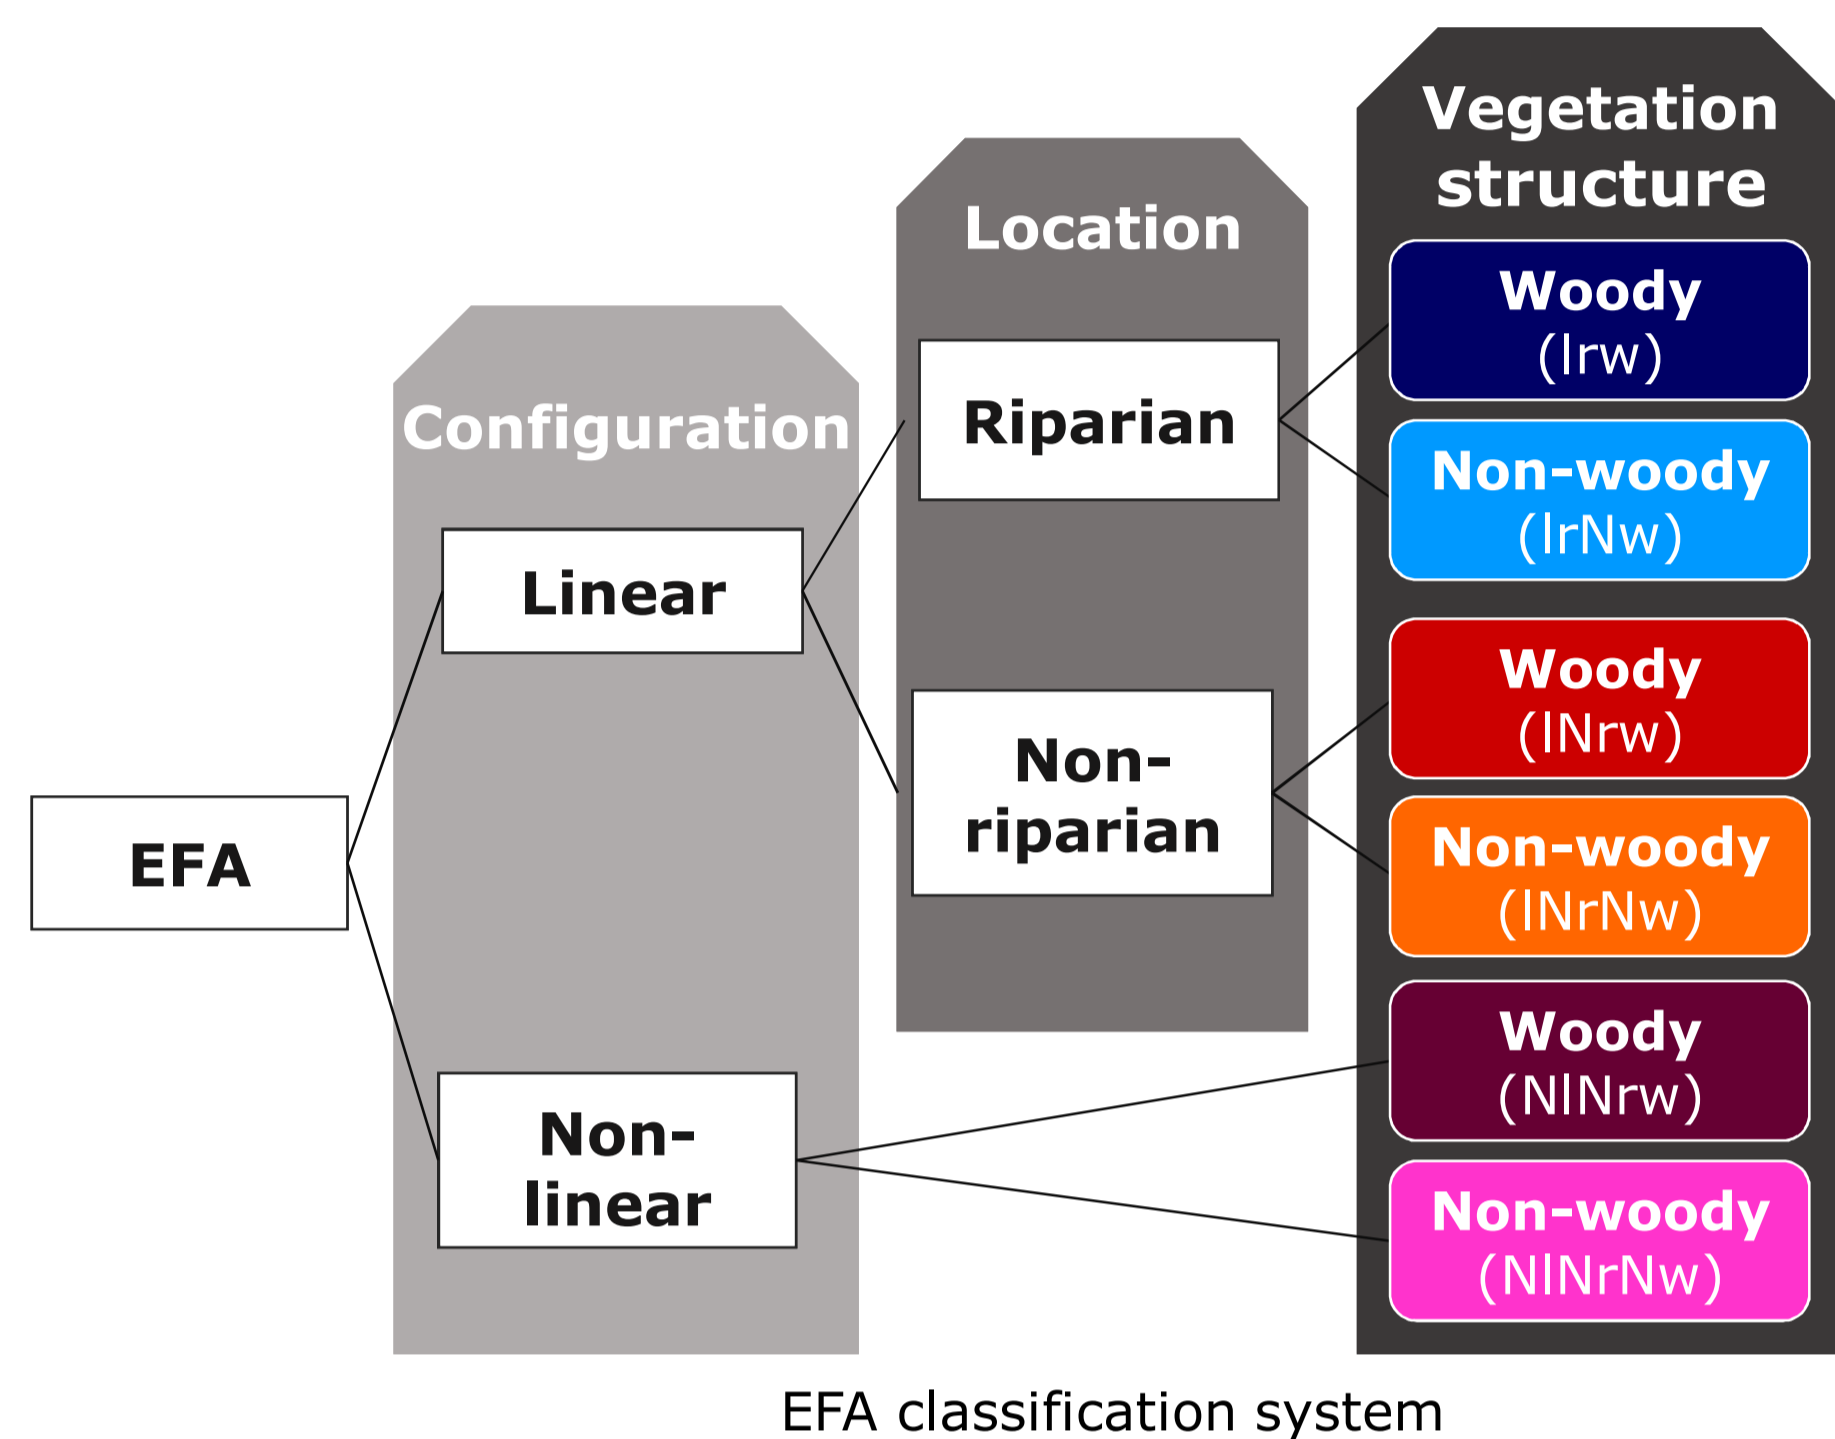 Vegetation
structure
Location
Configuration
EFA
Linear
Non-
linear
Riparian
Non-
riparian
Woody
(lrw)
Non-woody
(lrNw)
Woody
(lNrw)
Non-woody
(lNrNw)
Woody
(NlNrw)
Non-woody
(NlNrNw)
EFA classification system